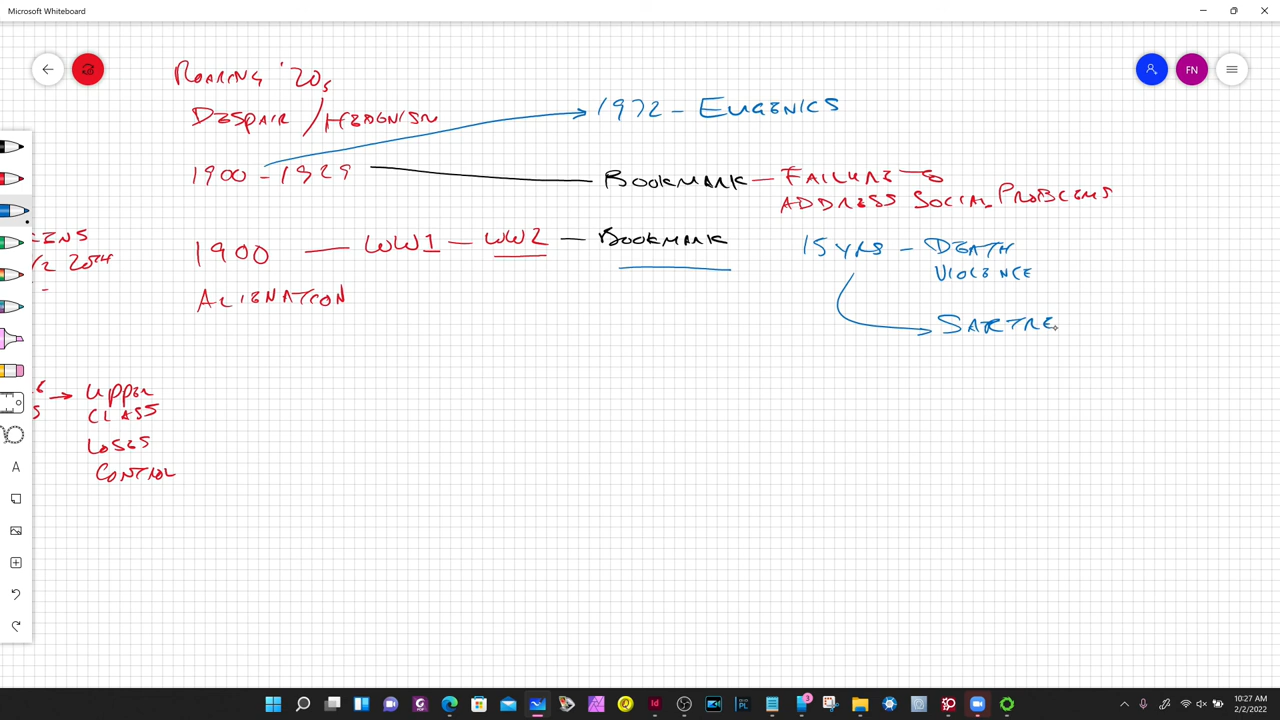 Microsoft Whiteboard
FN
ROARING '20s
DESPAIR / HEDONISM
1972 - EUGENICS
1900 - 1929
BOOKMARK - FAILURE TO
ADDRESS SOCIAL PROBLEMS
1900 - WW1 - WW2 - BOOKMARK
15 yrs - DEATH
VIOLENCE
ALIENATION
SARTRE
UPPER
CLASS
LOSES
CONTROL
A
10:27 AM
2/2/2022